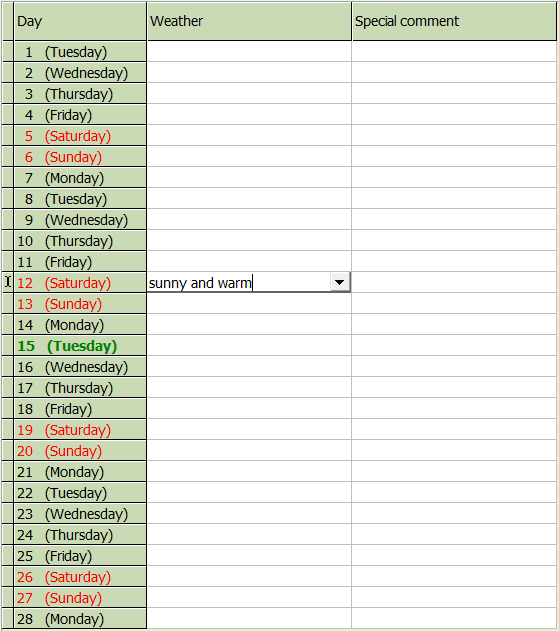 Day Weather Special comment
1 (Tuesday)
2 (Wednesday)
3 (Thursday)
4 (Friday)
5 (Saturday)
6 (Sunday)
7 (Monday)
8 (Tuesday)
9 (Wednesday)
10 (Thursday)
11 (Friday)
12 (Saturday) sunny and warm
13 (Sunday)
14 (Monday)
15 (Tuesday)
16 (Wednesday)
17 (Thursday)
18 (Friday)
19 (Saturday)
20 (Sunday)
21 (Monday)
22 (Tuesday)
23 (Wednesday)
24 (Thursday)
25 (Friday)
26 (Saturday)
27 (Sunday)
28 (Monday)